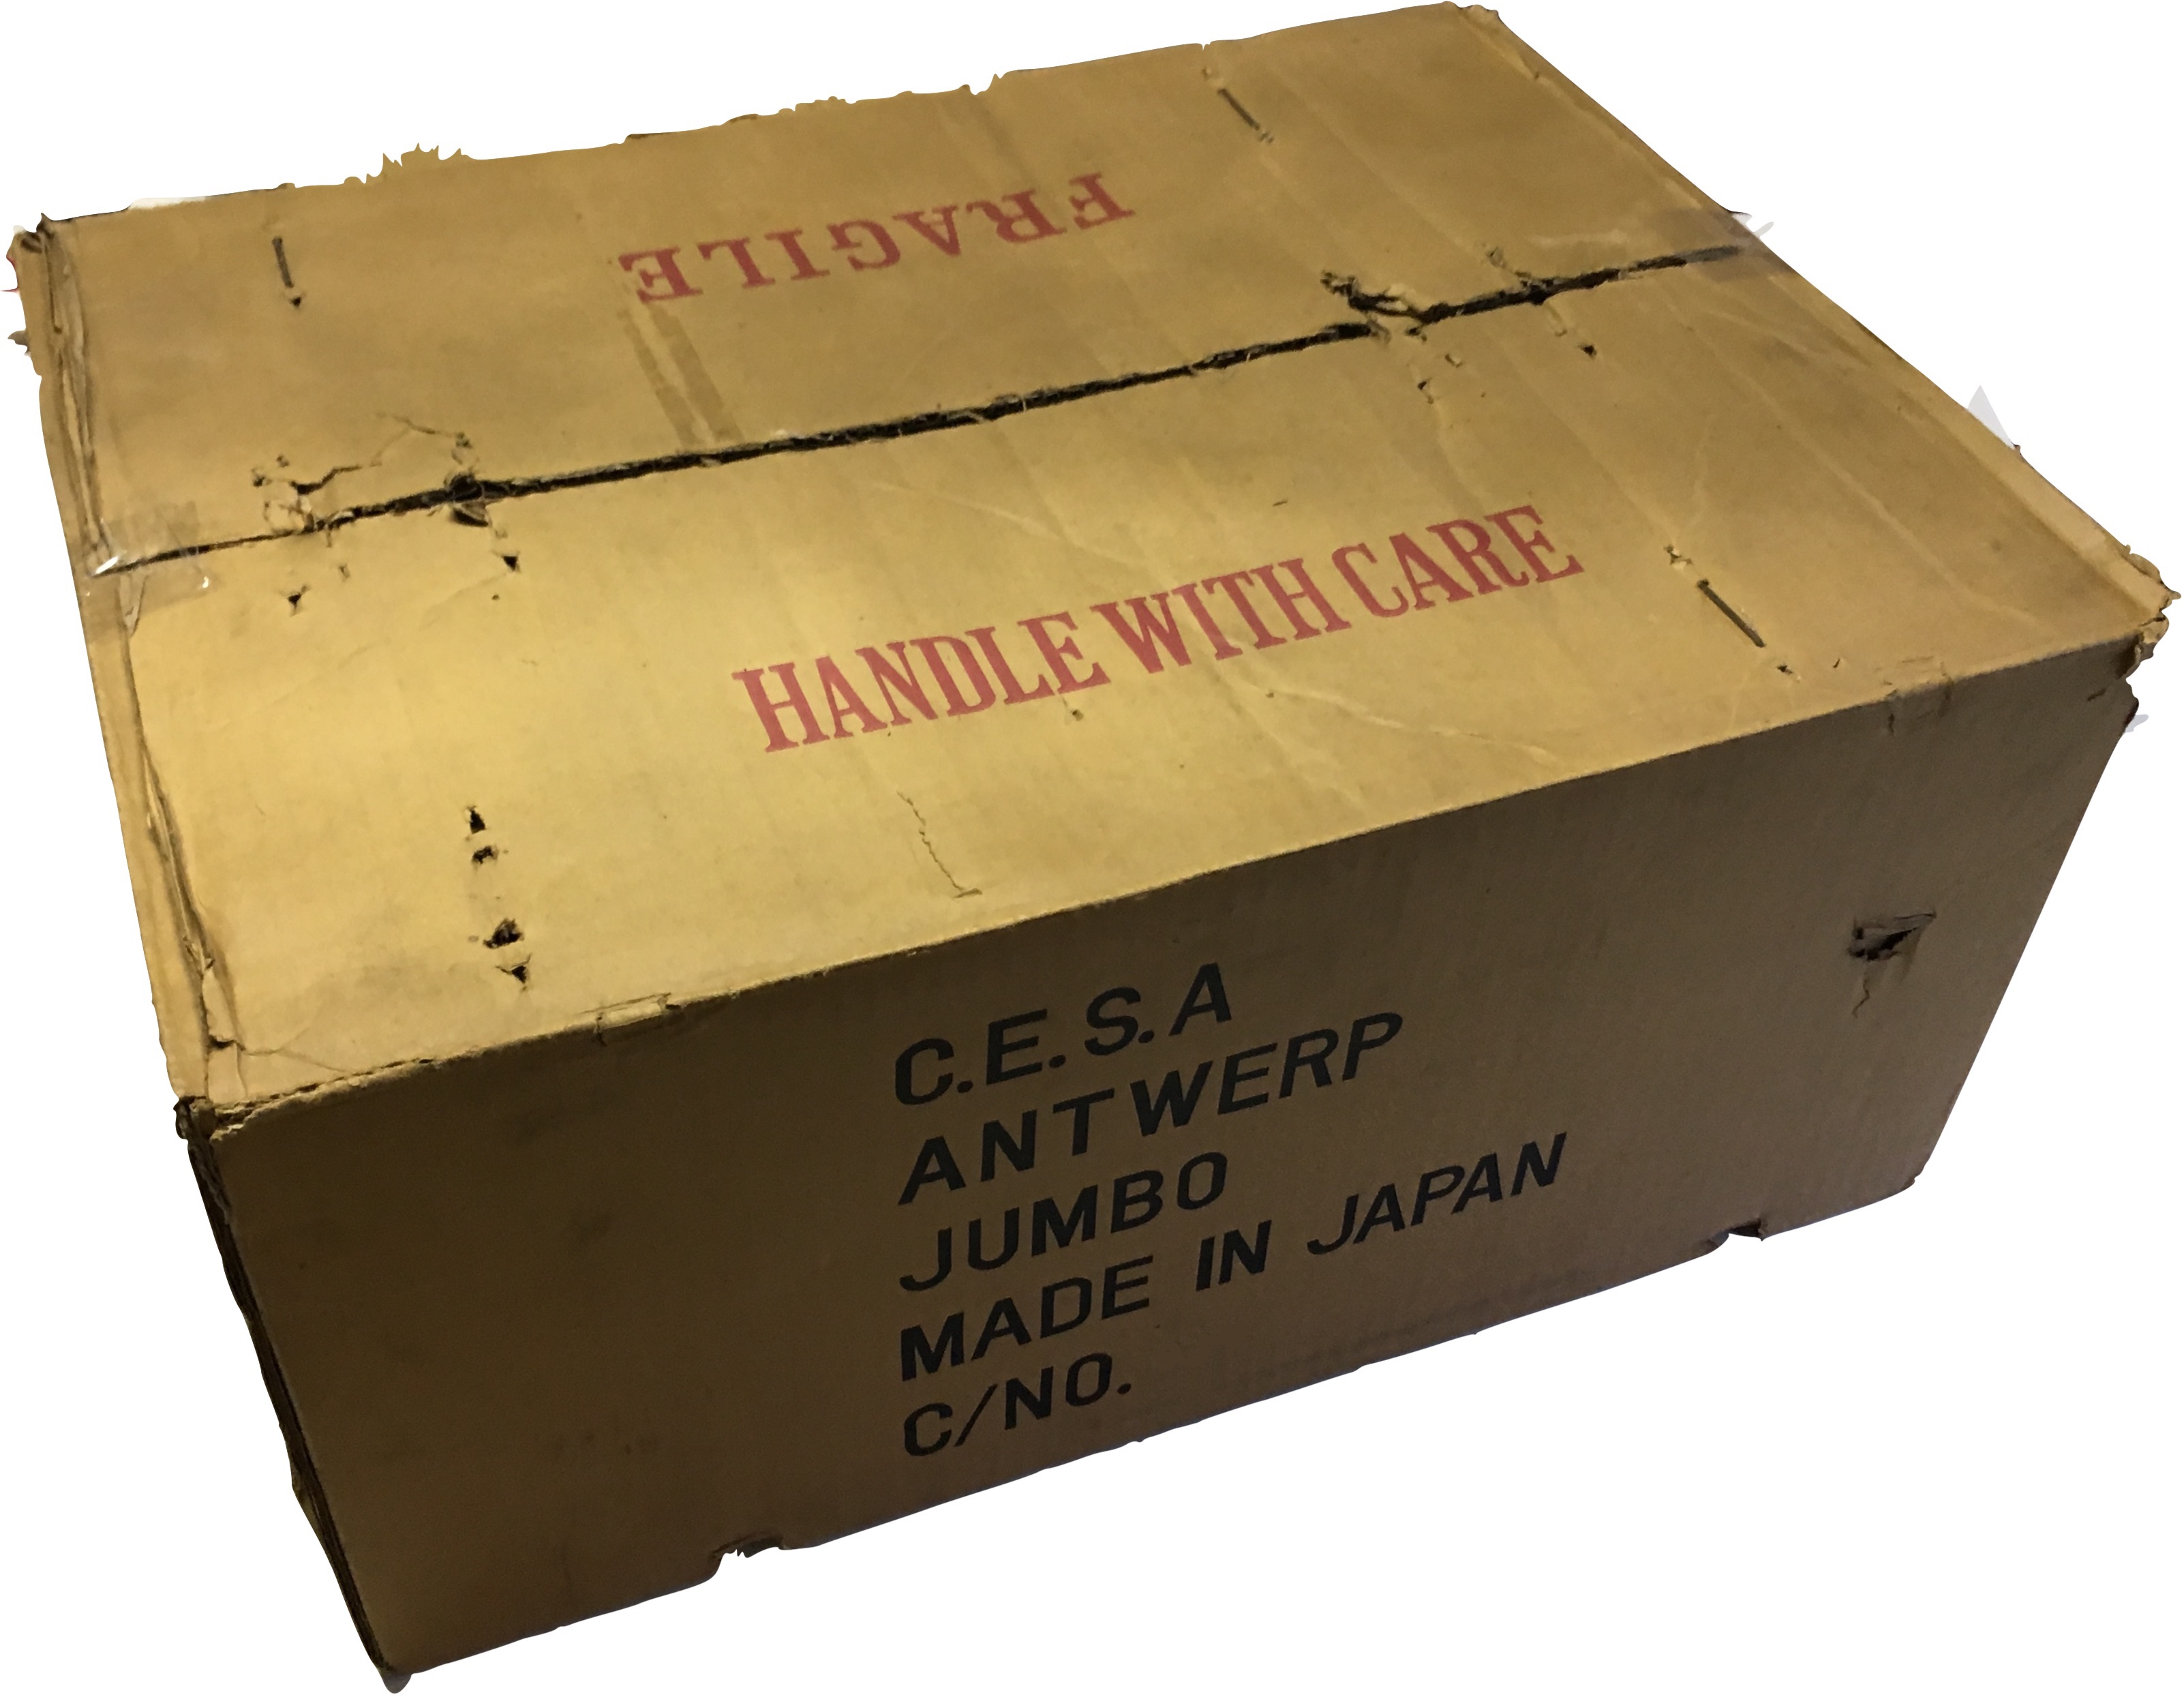 FRAGILE
HANDLE WITH CARE
C.E.S.A
ANTWERP
JUMBO
MADE IN JAPAN
C/NO.